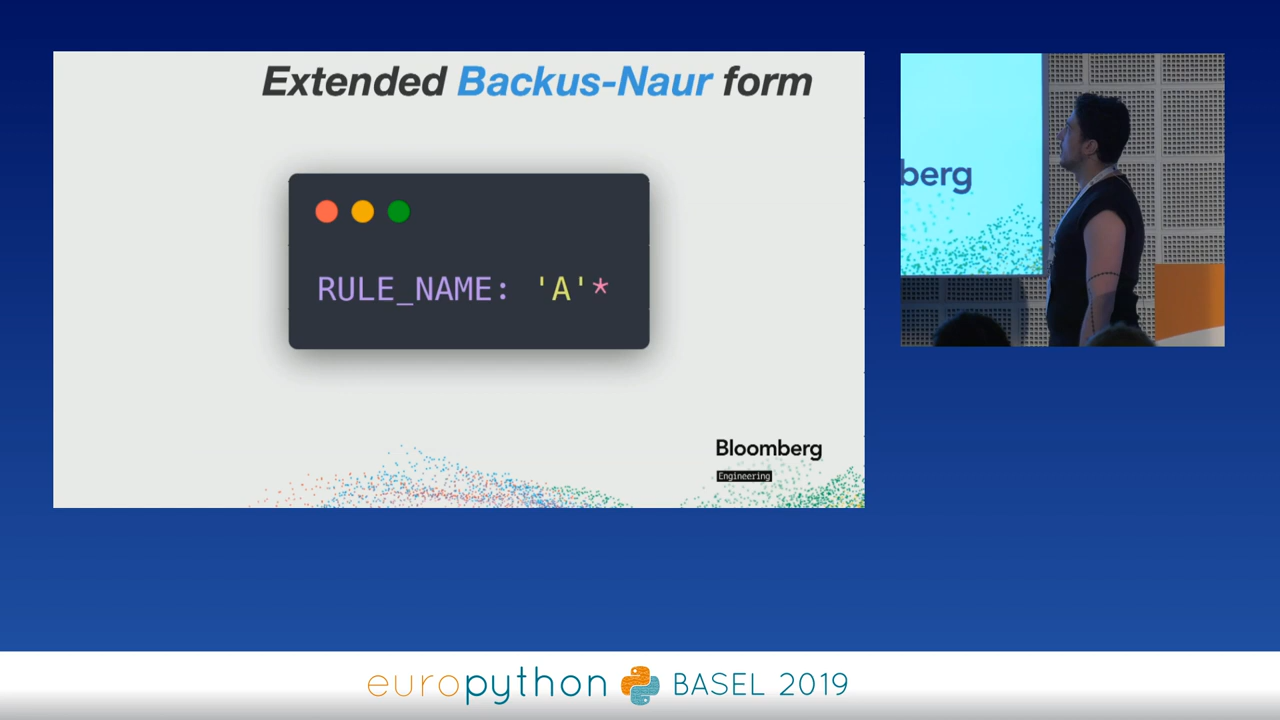 Extended Backus-Naur form
RULE_NAME: 'A'*
Bloomberg
Engineering
berg
europython BASEL 2019